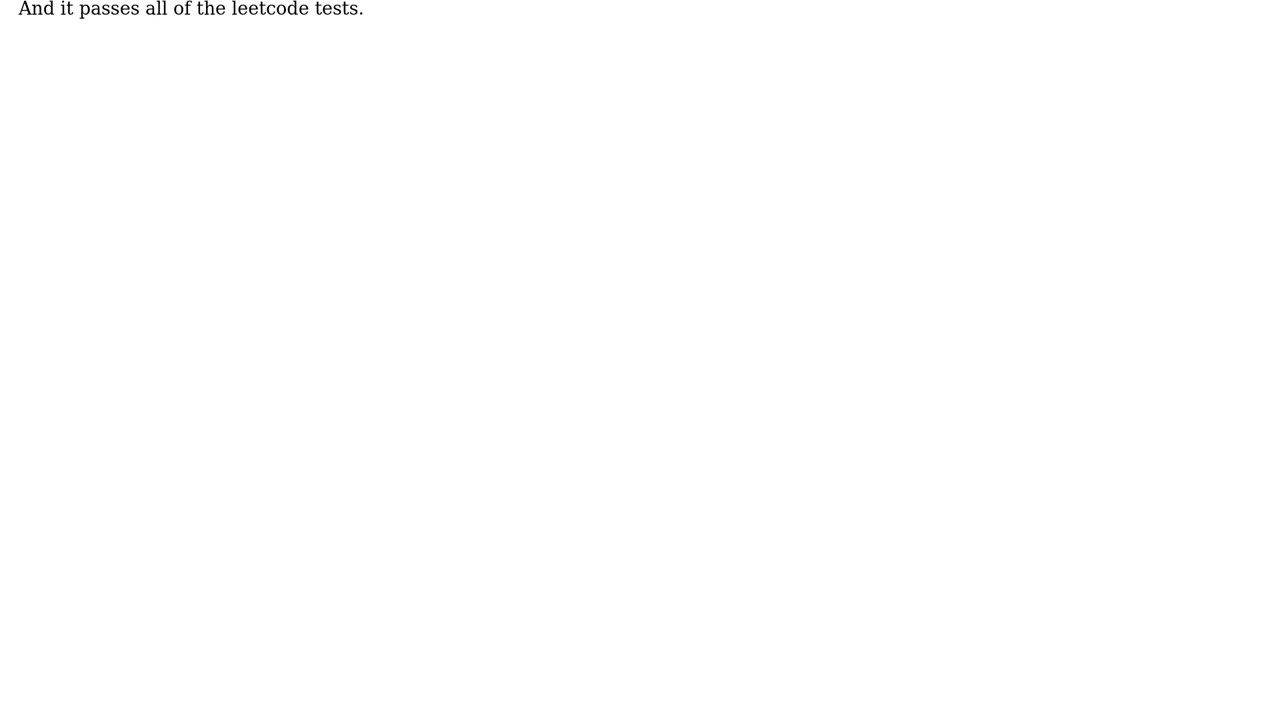 And it passes all of the leetcode tests.